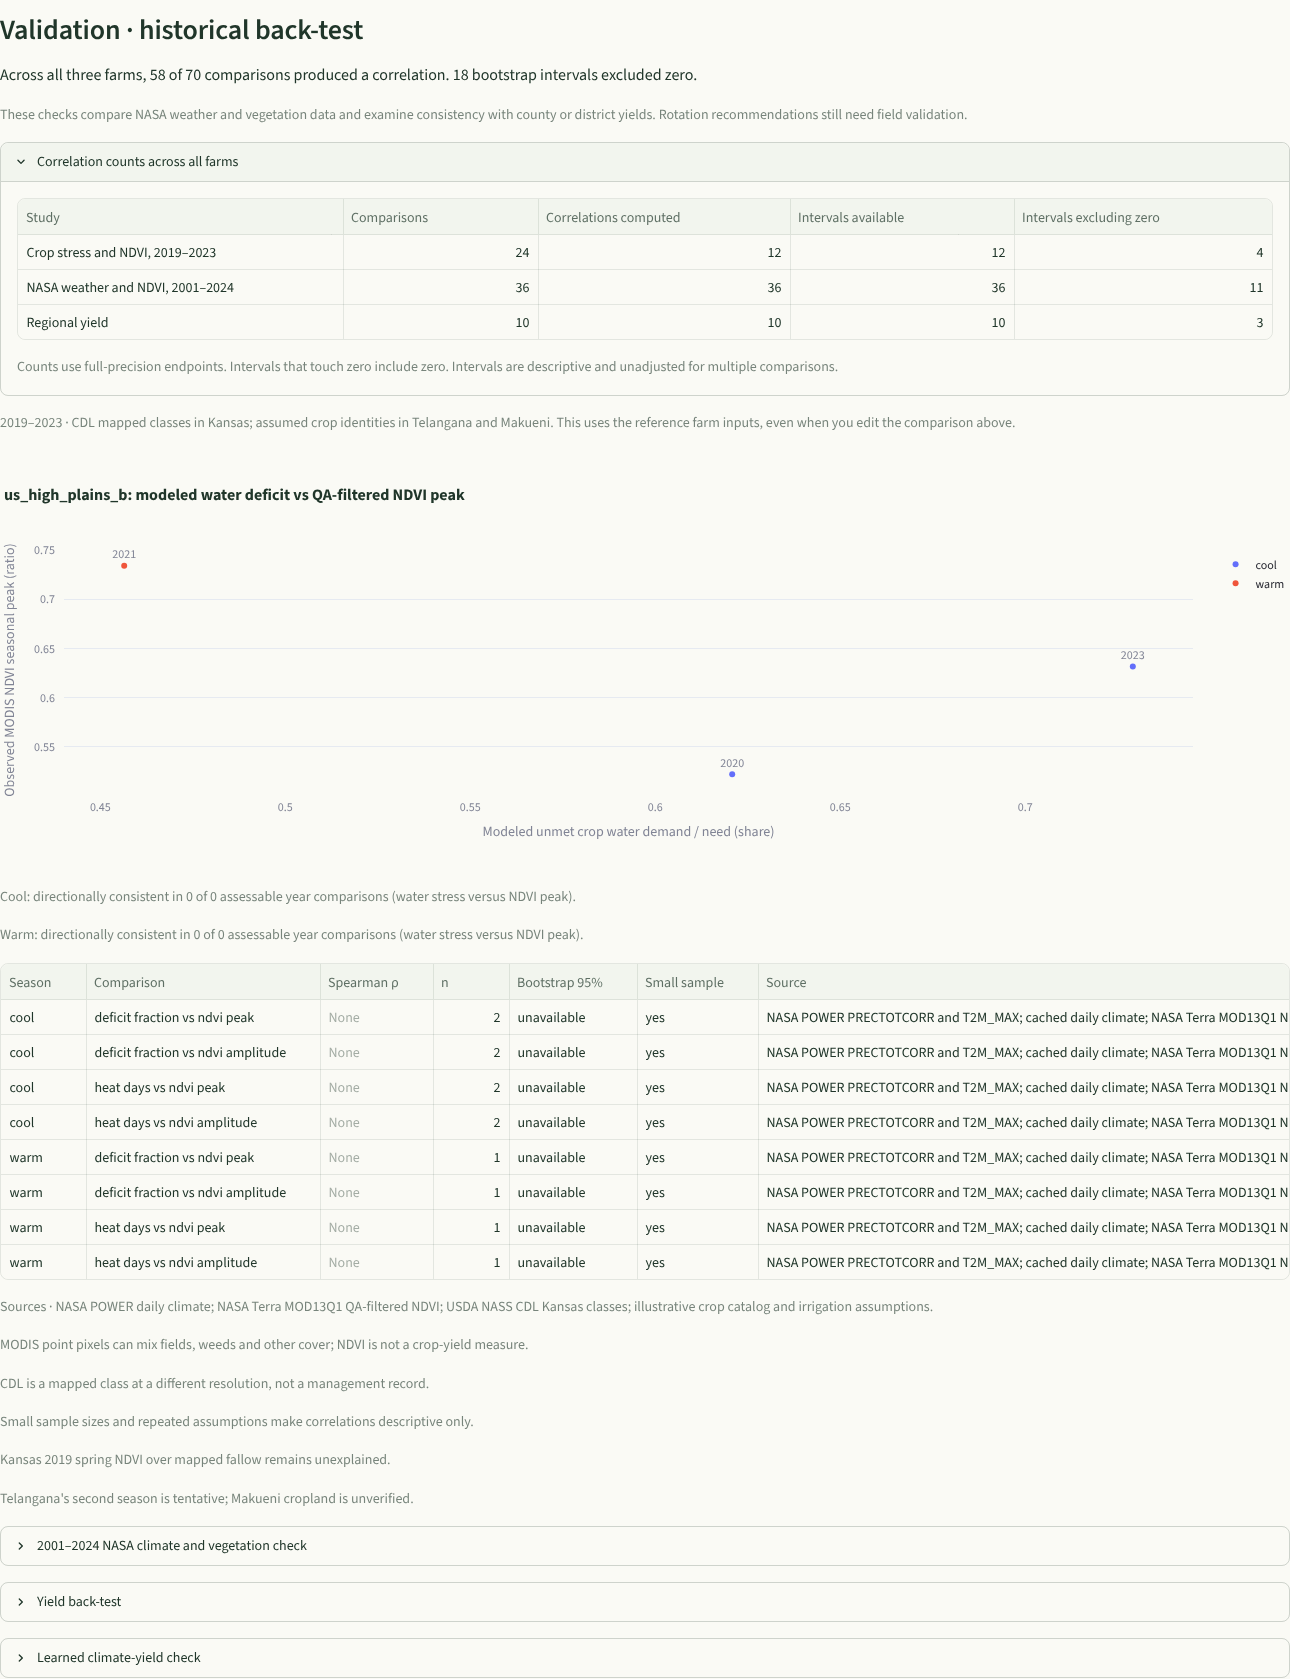 Validation · historical back-test
Across all three farms, 58 of 70 comparisons produced a correlation. 18 bootstrap intervals excluded zero.
These checks compare NASA weather and vegetation data and examine consistency with county or district yields. Rotation recommendations still need field validation.
Correlation counts across all farms
Study Comparisons Correlations computed Intervals available Intervals excluding zero
Crop stress and NDVI, 2019–2023 24 12 12 4
NASA weather and NDVI, 2001–2024 36 36 36 11
Regional yield 10 10 10 3
Counts use full-precision endpoints. Intervals that touch zero include zero. Intervals are descriptive and unadjusted for multiple comparisons.
2019–2023 · CDL mapped classes in Kansas; assumed crop identities in Telangana and Makueni. This uses the reference farm inputs, even when you edit the comparison above.
us_high_plains_b: modeled water deficit vs QA-filtered NDVI peak
Observed MODIS NDVI seasonal peak (ratio)
0.75
0.7
0.65
0.6
0.55
2021
2023
2020
cool
warm
0.45 0.5 0.55 0.6 0.65 0.7
Modeled unmet crop water demand / need (share)
Cool: directionally consistent in 0 of 0 assessable year comparisons (water stress versus NDVI peak).
Warm: directionally consistent in 0 of 0 assessable year comparisons (water stress versus NDVI peak).
Season Comparison Spearman ρ n Bootstrap 95% Small sample Source
cool deficit fraction vs ndvi peak None 2 unavailable yes NASA POWER PRECTOTCORR and T2M_MAX; cached daily climate; NASA Terra MOD13Q1 N
cool deficit fraction vs ndvi amplitude None 2 unavailable yes NASA POWER PRECTOTCORR and T2M_MAX; cached daily climate; NASA Terra MOD13Q1 N
cool heat days vs ndvi peak None 2 unavailable yes NASA POWER PRECTOTCORR and T2M_MAX; cached daily climate; NASA Terra MOD13Q1 N
cool heat days vs ndvi amplitude None 2 unavailable yes NASA POWER PRECTOTCORR and T2M_MAX; cached daily climate; NASA Terra MOD13Q1 N
warm deficit fraction vs ndvi peak None 1 unavailable yes NASA POWER PRECTOTCORR and T2M_MAX; cached daily climate; NASA Terra MOD13Q1 N
warm deficit fraction vs ndvi amplitude None 1 unavailable yes NASA POWER PRECTOTCORR and T2M_MAX; cached daily climate; NASA Terra MOD13Q1 N
warm heat days vs ndvi peak None 1 unavailable yes NASA POWER PRECTOTCORR and T2M_MAX; cached daily climate; NASA Terra MOD13Q1 N
warm heat days vs ndvi amplitude None 1 unavailable yes NASA POWER PRECTOTCORR and T2M_MAX; cached daily climate; NASA Terra MOD13Q1 N
Sources · NASA POWER daily climate; NASA Terra MOD13Q1 QA-filtered NDVI; USDA NASS CDL Kansas classes; illustrative crop catalog and irrigation assumptions.
MODIS point pixels can mix fields, weeds and other cover; NDVI is not a crop-yield measure.
CDL is a mapped class at a different resolution, not a management record.
Small sample sizes and repeated assumptions make correlations descriptive only.
Kansas 2019 spring NDVI over mapped fallow remains unexplained.
Telangana's second season is tentative; Makueni cropland is unverified.
2001–2024 NASA climate and vegetation check
Yield back-test
Learned climate-yield check